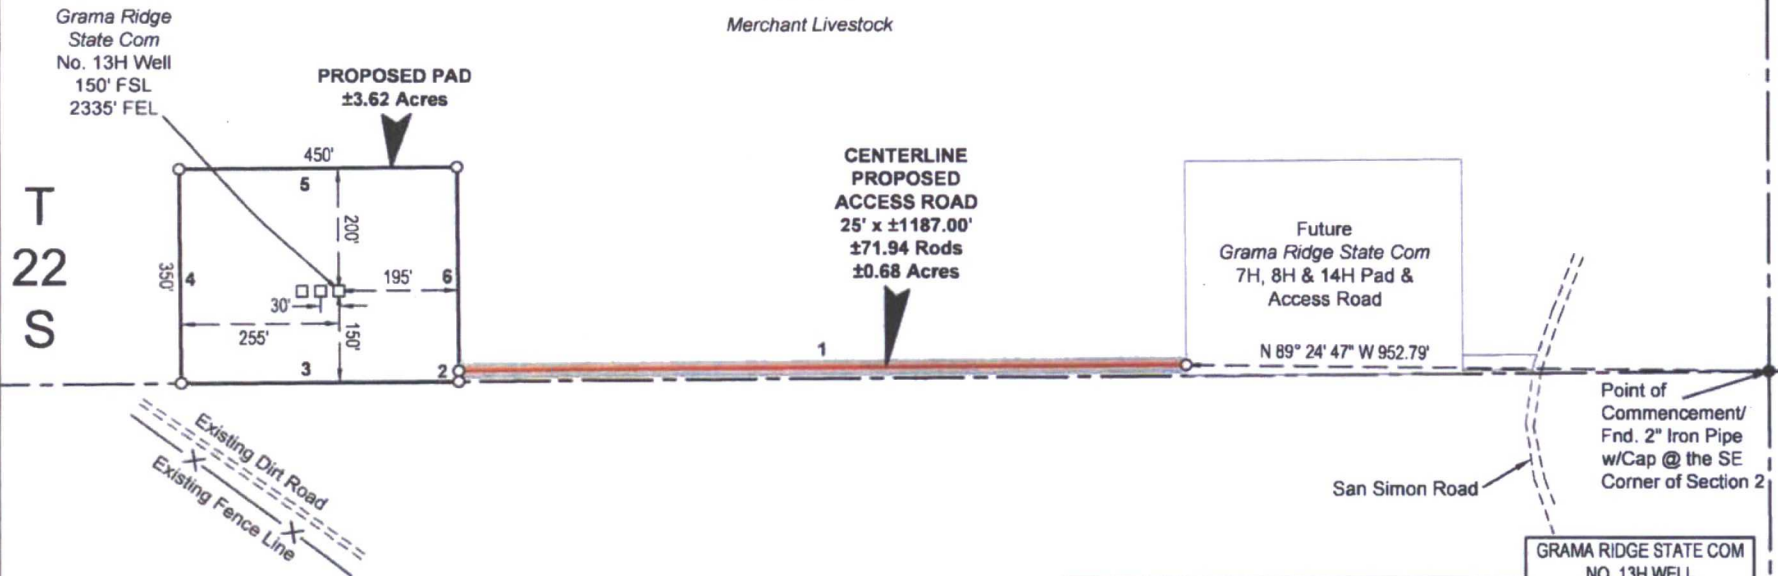 Grama Ridge
State Com
No. 13H Well
150' FSL
2335' FEL
Merchant Livestock
PROPOSED PAD
±3.62 Acres
T
22
S
450'
5
200'
350'
4
195'
6
30'
255'
150'
3
2
CENTERLINE
PROPOSED
ACCESS ROAD
25' x ±1187.00'
±71.94 Rods
±0.68 Acres
1
Future
Grama Ridge State Com
7H, 8H & 14H Pad &
Access Road
N 89° 24' 47" W 952.79'
Point of
Commencement/
Fnd. 2" Iron Pipe
w/Cap @ the SE
Corner of Section 2
San Simon Road
Existing Dirt Road
Existing Fence Line
GRAMA RIDGE STATE COM
NO. 13H WELL